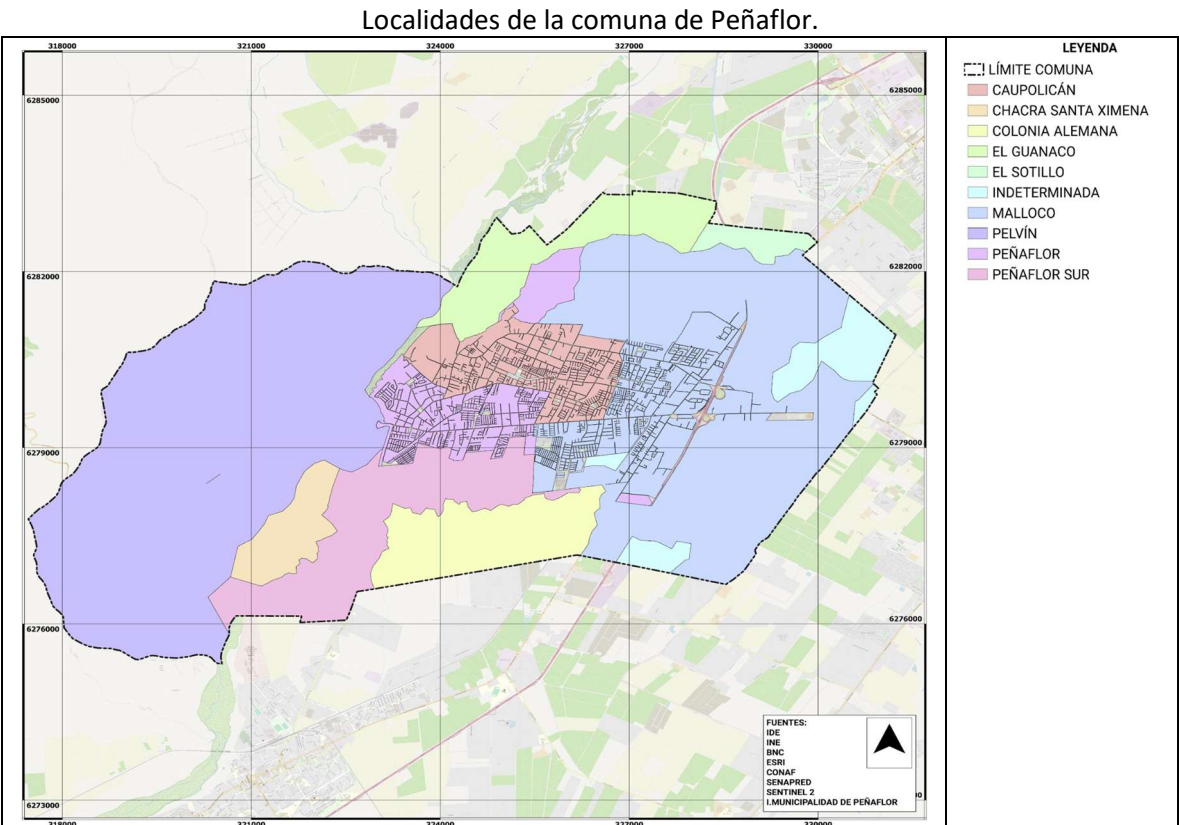 Localidades de la comuna de Peñaflor.
318000 321000 324000 327000 330000
LEYENDA
LÍMITE COMUNA
CAUPOLICÁN
CHACRA SANTA XIMENA
COLONIA ALEMANA
EL GUANACO
EL SOTILLO
INDETERMINADA
MALLOCO
PELVÍN
PEÑAFLOR
PEÑAFLOR SUR
6285000 6285000
6282000 6282000
6279000 6279000
6276000 6276000
FUENTES:
IDE
INE
BNC
ESRI
CONAF
SENAPRED
SENTINEL 2
I.MUNICIPALIDAD DE PEÑAFLOR
6273000
318000 321000 324000 327000 330000